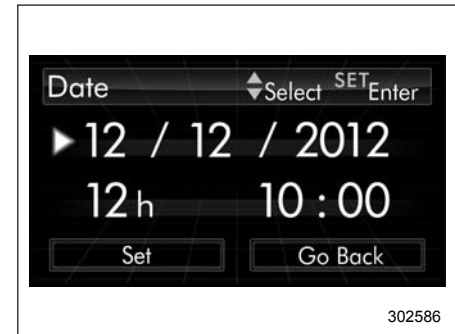 Date Select SET Enter
12 / 12 / 2012
12h 10 : 00
Set Go Back
302586